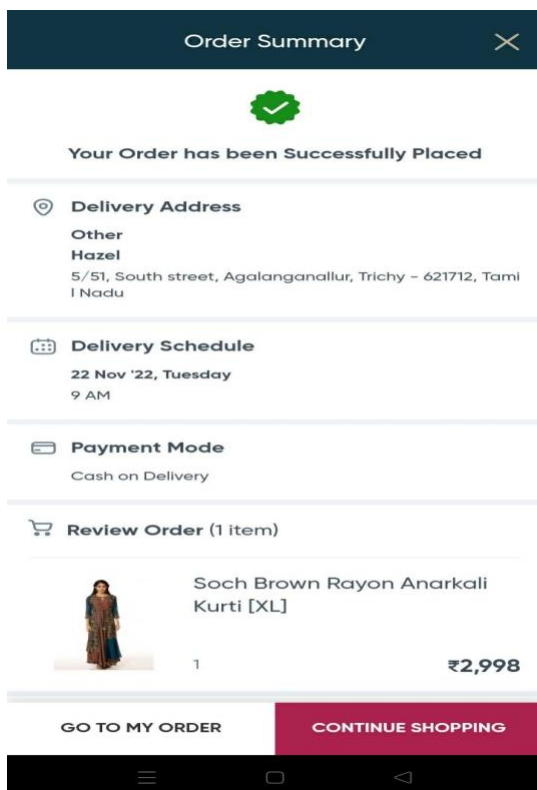 Order Summary
Your Order has been Successfully Placed
Delivery Address
Other
Hazel
5/51, South street, Agalanganallur, Trichy - 621712, Tami
l Nadu
Delivery Schedule
22 Nov '22, Tuesday
9 AM
Payment Mode
Cash on Delivery
Review Order (1 item)
Soch Brown Rayon Anarkali
Kurti [XL]
1 ₹2,998
GO TO MY ORDER CONTINUE SHOPPING